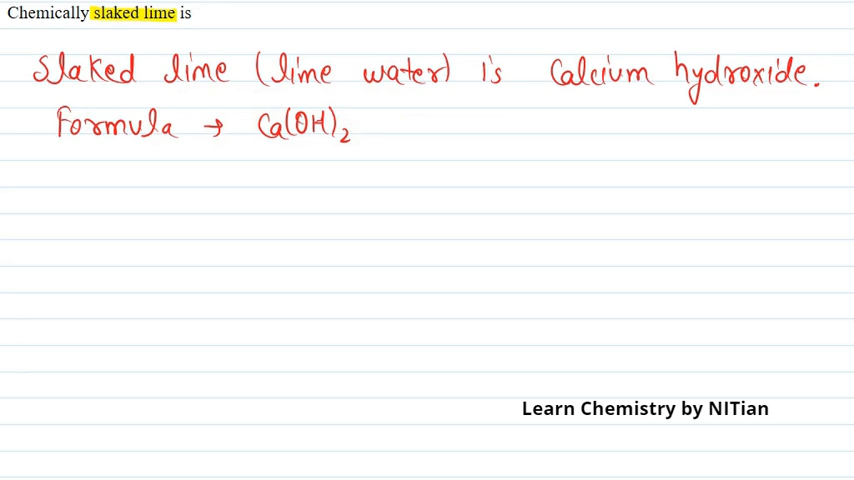 Chemically slaked lime is
Slaked lime (lime water) is Calcium hydroxide.
Formula → Ca(OH)₂
Learn Chemistry by NITian